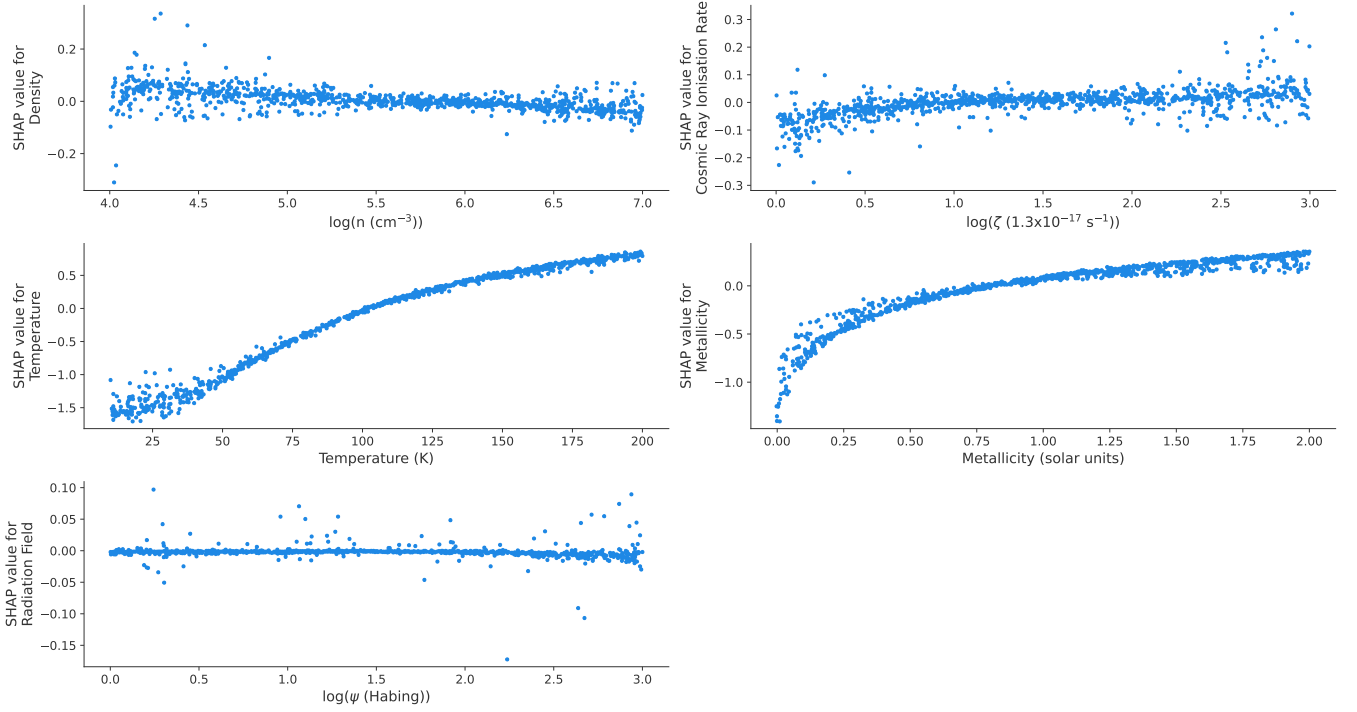 SHAP value for
Density
0.2
0.0
−0.2
4.0 4.5 5.0 5.5 6.0 6.5 7.0
log(n (cm⁻³))
SHAP value for
Cosmic Ray Ionisation Rate
0.3
0.2
0.1
0.0
−0.1
−0.2
−0.3
0.0 0.5 1.0 1.5 2.0 2.5 3.0
log(ζ (1.3x10⁻¹⁷ s⁻¹))
SHAP value for
Temperature
0.5
0.0
−0.5
−1.0
−1.5
25 50 75 100 125 150 175 200
Temperature (K)
SHAP value for
Metallicity
0.0
−0.5
−1.0
0.00 0.25 0.50 0.75 1.00 1.25 1.50 1.75 2.00
Metallicity (solar units)
SHAP value for
Radiation Field
0.10
0.05
0.00
−0.05
−0.10
−0.15
0.0 0.5 1.0 1.5 2.0 2.5 3.0
log(ψ (Habing))